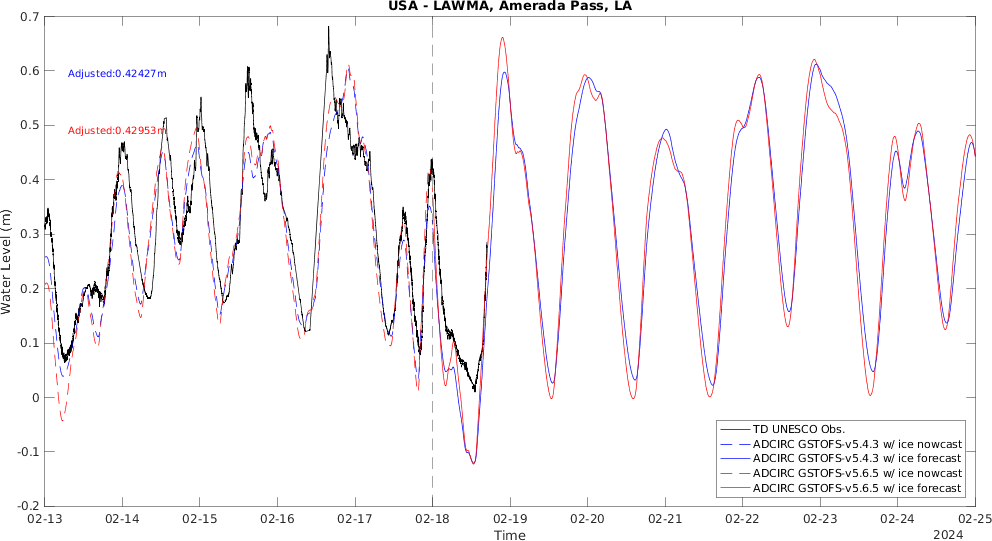 USA - LAWMA, Amerada Pass, LA
0.7
0.6
0.5
0.4
0.3
0.2
0.1
0
-0.1
-0.2
Water Level (m)
Adjusted:0.42427m
Adjusted:0.42953m
TD UNESCO Obs.
ADCIRC GSTOFS-v5.4.3 w/ ice nowcast
ADCIRC GSTOFS-v5.4.3 w/ ice forecast
ADCIRC GSTOFS-v5.6.5 w/ ice nowcast
ADCIRC GSTOFS-v5.6.5 w/ ice forecast
02-13 02-14 02-15 02-16 02-17 02-18 02-19 02-20 02-21 02-22 02-23 02-24 02-25
Time
2024